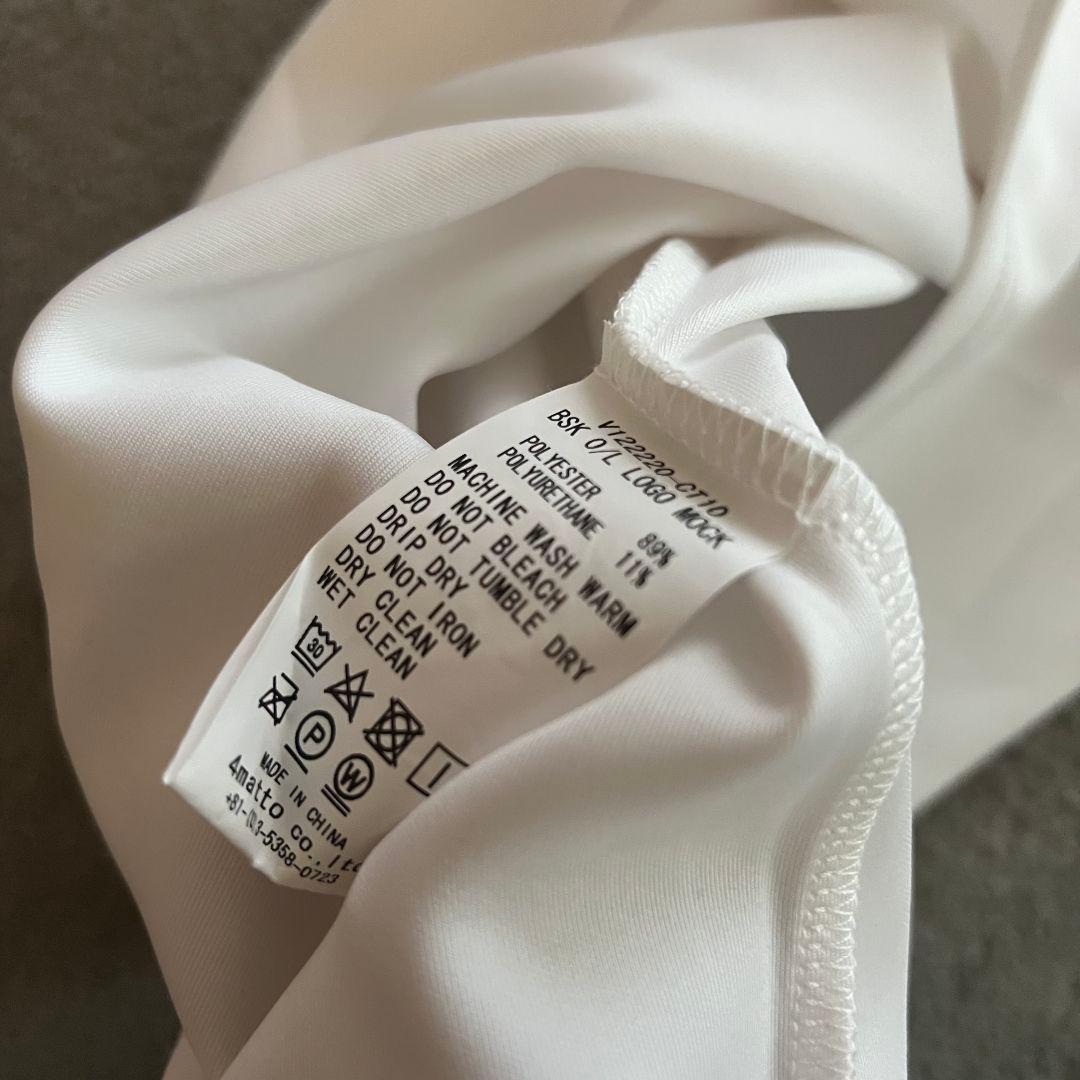 V122220-CT10
BSK O/L LOGO MOCK
POLYESTER 89%
POLYURETHANE 11%
MACHINE WASH WARM
DO NOT BLEACH
DO NOT TUMBLE DRY
DRIP DRY
DO NOT IRON
DRY CLEAN
WET CLEAN
30
P W
MADE IN CHINA
4matto co.,ltd
+81-(0)3-5358-0723